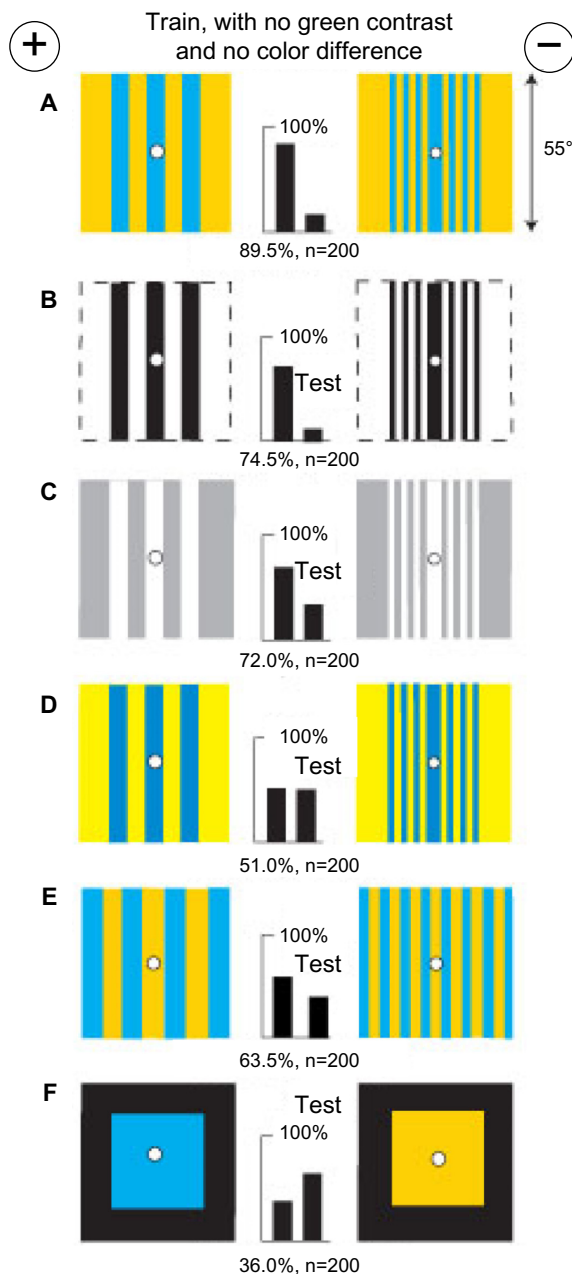 Train, with no green contrast
and no color difference
+
−
A
100%
55°
89.5%, n=200
B
100%
Test
74.5%, n=200
C
100%
Test
72.0%, n=200
D
100%
Test
51.0%, n=200
E
100%
Test
63.5%, n=200
F
Test
100%
36.0%, n=200